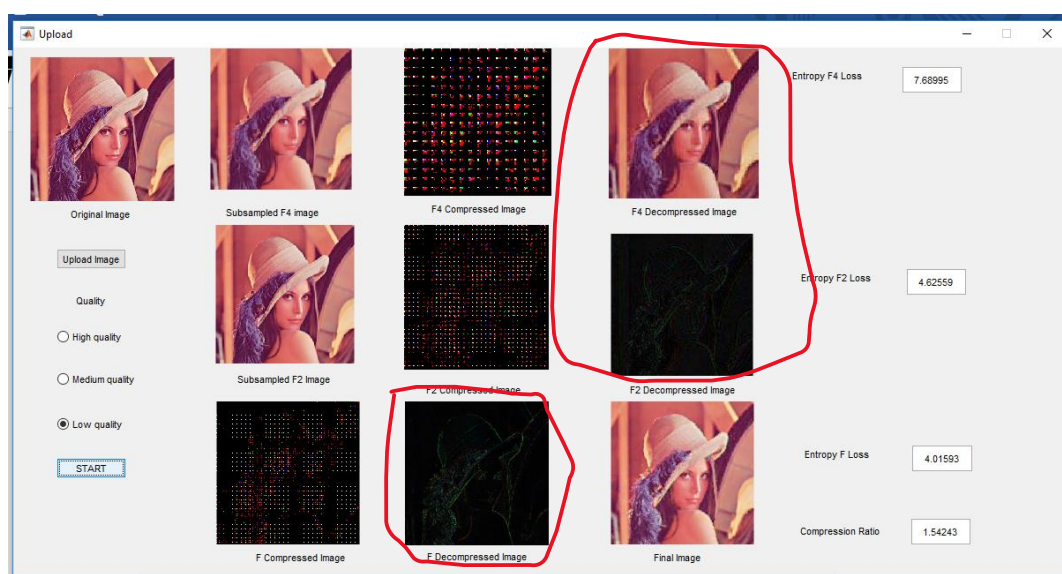 Upload
Entropy F4 Loss
7.68995
Original Image
Subsampled F4 image
F4 Compressed Image
F4 Decompressed Image
Upload Image
Quality
High quality
Medium quality
Low quality
START
Entropy F2 Loss
4.62559
Subsampled F2 Image
F2 Compressed Image
F2 Decompressed Image
Entropy F Loss
4.01593
Compression Ratio
1.54243
F Compressed Image
F Decompressed Image
Final Image